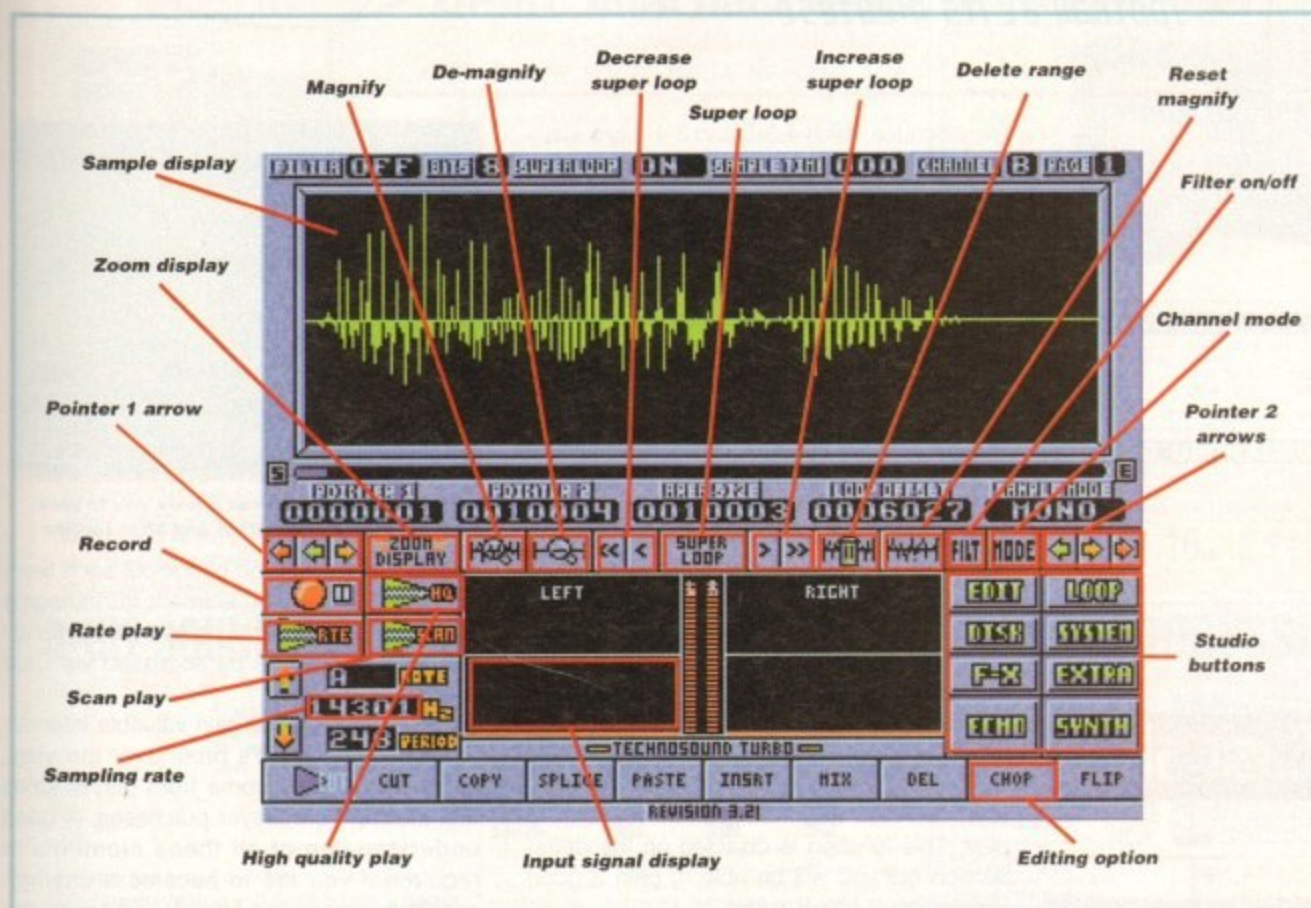 Magnify
De-magnify
Decrease
super loop
Super loop
Increase
super loop
Delete range
Reset
magnify
Sample display
Filter on/off
Zoom display
Channel mode
Pointer 1 arrow
Pointer 2
arrows
Record
Rate play
Scan play
Sampling rate
High quality play
Input signal display
Editing option
Studio
buttons
FILTER OFF BITS 8 SUPERLOOP ON SAMPLE TIM 000 CHANNEL B PAGE 1
S E
POINTER 1 POINTER 2 AREA SIZE LOOP OFFSET SAMPLE MODE
0000001 0010004 0010003 0006027 MONO
ZOOM
DISPLAY
<< <
SUPER
LOOP
> >>
FILT MODE
HQ
LEFT RIGHT
EDIT LOOP
RTE SCAN
DISK SYSTEM
A NOTE
F-X EXTRA
14301 HZ
248 PERIOD
ECHO SYNTH
TECHNOSOUND TURBO
CUT COPY SPLICE PASTE INSRT MIX DEL CHOP FLIP
REVISION 3.21